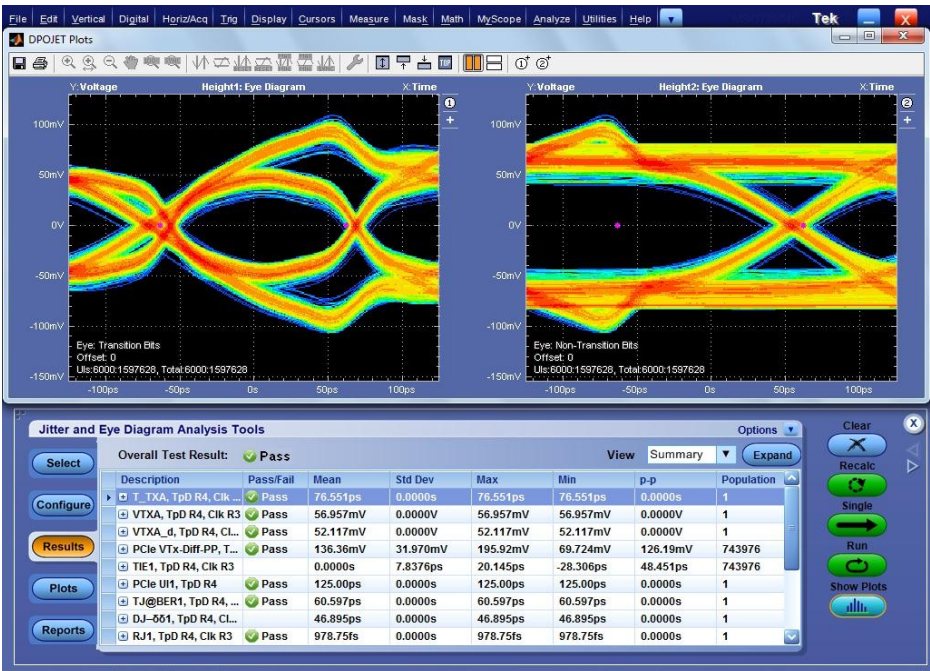 File Edit Vertical Digital Horiz/Acq Trig Display Cursors Measure Mask Math MyScope Analyze Utilities Help Tek X
DPOJET Plots
Y:Voltage Height1: Eye Diagram X:Time
1
+
100mV
50mV
0V
-50mV
-100mV
-150mV
Eye: Transition Bits
Offset: 0
UIs:6000:1597628, Total:6000:1597628
-100ps -50ps 0s 50ps 100ps
Y:Voltage Height2: Eye Diagram X:Time
2
+
100mV
50mV
0V
-50mV
-100mV
-150mV
Eye: Non-Transition Bits
Offset: 0
UIs:6000:1597628, Total:6000:1597628
-100ps -50ps 0s 50ps 100ps
Jitter and Eye Diagram Analysis Tools Options
Select
Configure
Results
Plots
Reports
Overall Test Result: Pass View Summary Expand
Description Pass/Fail Mean Std Dev Max Min p-p Population
T_TXA, TpD R4, Clk ... Pass 76.551ps 0.0000s 76.551ps 76.551ps 0.0000s 1
VTXA, TpD R4, Clk R3 Pass 56.957mV 0.0000V 56.957mV 56.957mV 0.0000V 1
VTXA_d, TpD R4, Cl... Pass 52.117mV 0.0000V 52.117mV 52.117mV 0.0000V 1
PCIe VTx-Diff-PP, T... Pass 136.36mV 31.970mV 195.92mV 69.724mV 126.19mV 743976
TIE1, TpD R4, Clk R3 0.0000s 7.8376ps 20.145ps -28.306ps 48.451ps 743976
PCIe UI1, TpD R4 Pass 125.00ps 0.0000s 125.00ps 125.00ps 0.0000s 1
TJ@BER1, TpD R4, ... Pass 60.597ps 0.0000s 60.597ps 60.597ps 0.0000s 1
DJ–δδ1, TpD R4, Cl... 46.895ps 0.0000s 46.895ps 46.895ps 0.0000s 1
RJ1, TpD R4, Clk R3 Pass 978.75fs 0.0000s 978.75fs 978.75fs 0.0000s 1
Clear
Recalc
Single
Run
Show Plots